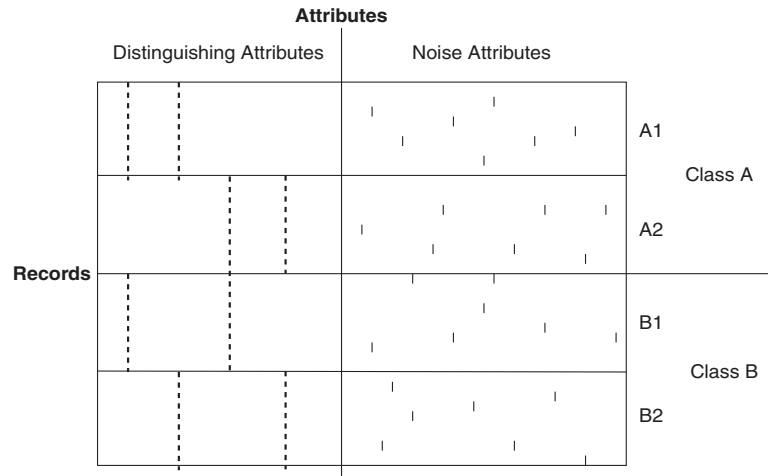 Attributes
Distinguishing Attributes
Noise Attributes
A1
Class A
A2
Records
B1
Class B
B2